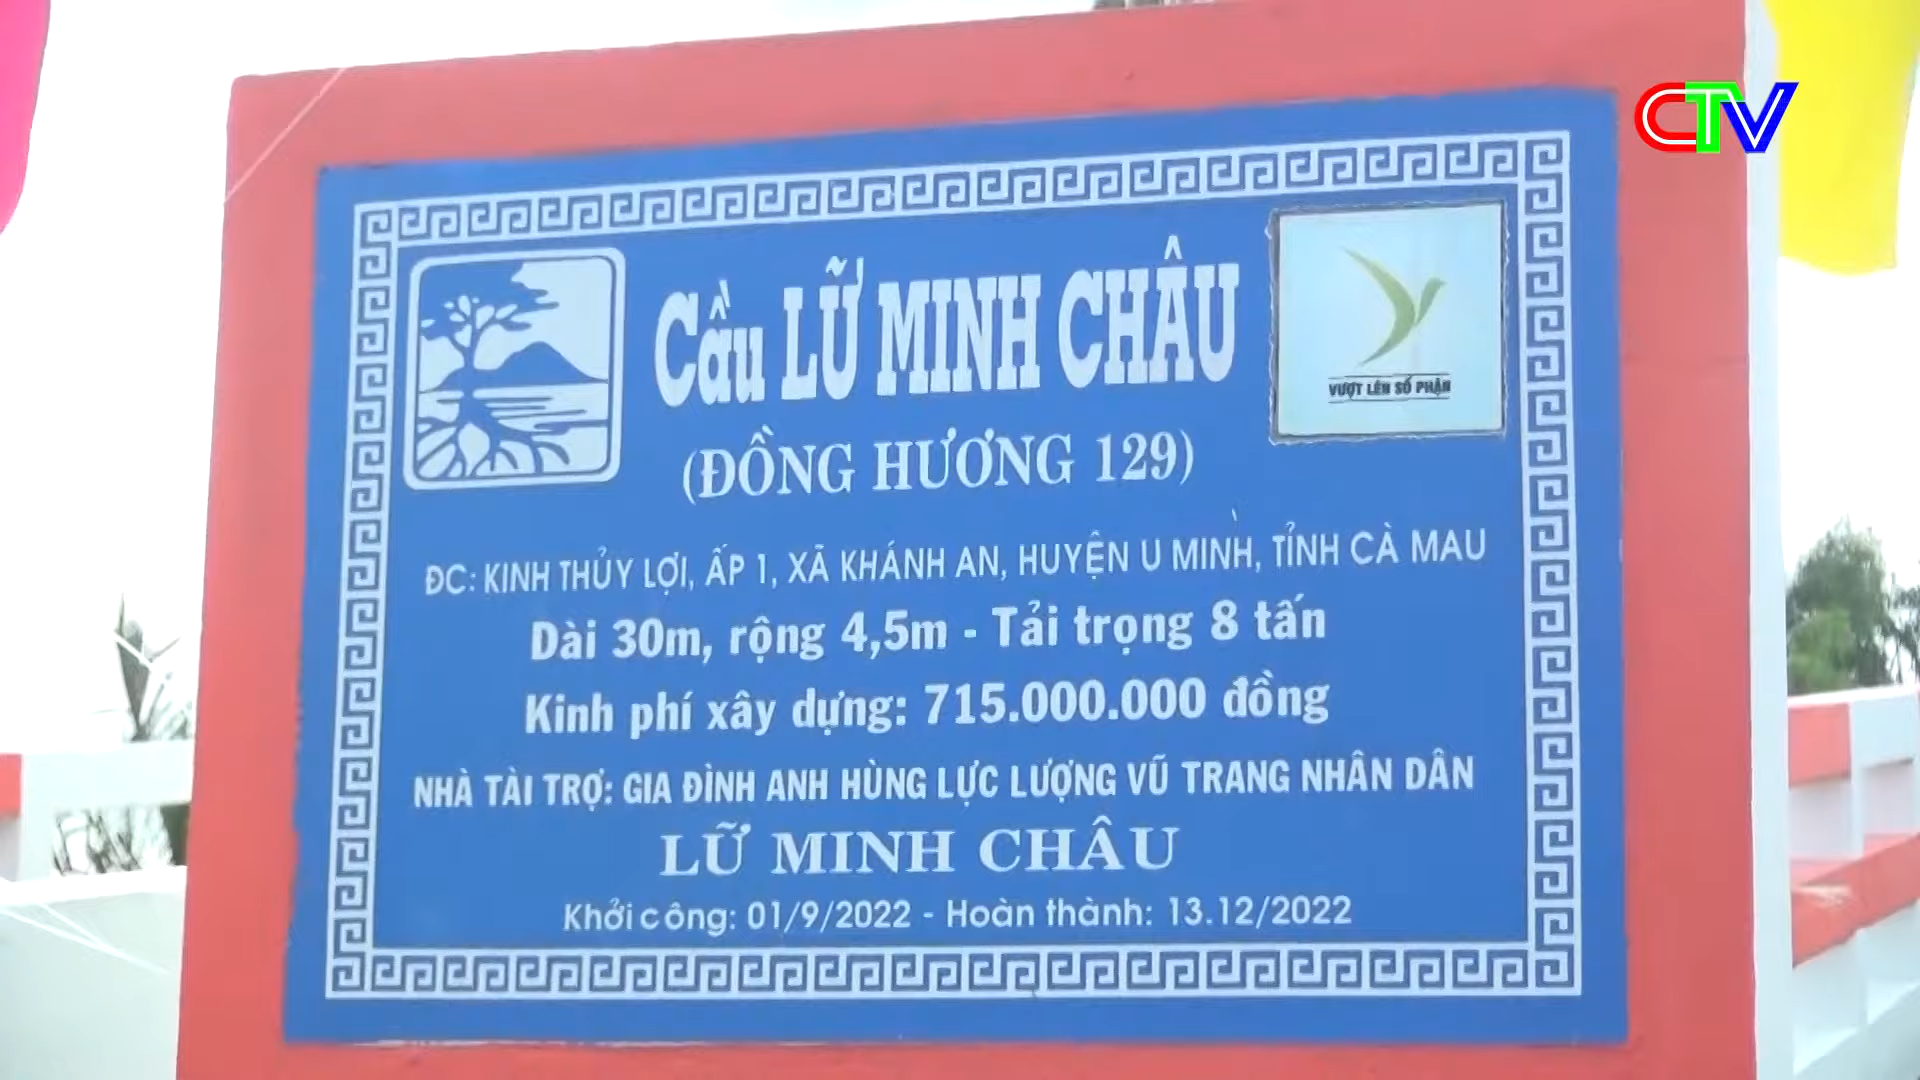 CTV
Cầu LỮ MINH CHÂU
VƯỢT LÊN SỐ PHẬN
(ĐỒNG HƯƠNG 129)
ĐC: KINH THỦY LỢI, ẤP 1, XÃ KHÁNH AN, HUYỆN U MINH, TỈNH CÀ MAU
Dài 30m, rộng 4,5m - Tải trọng 8 tấn
Kinh phí xây dựng: 715.000.000 đồng
NHÀ TÀI TRỢ: GIA ĐÌNH ANH HÙNG LỰC LƯỢNG VŨ TRANG NHÂN DÂN
LỮ MINH CHÂU
Khởi công: 01/9/2022 - Hoàn thành: 13.12/2022